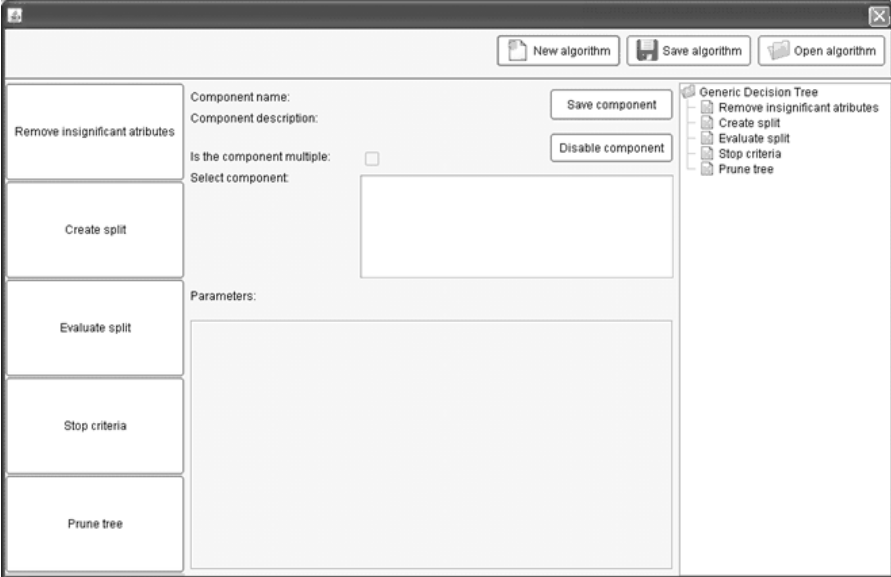 New algorithm
Save algorithm
Open algorithm
Remove insignificant atributes
Create split
Evaluate split
Stop criteria
Prune tree
Component name:
Save component
Component description:
Disable component
Is the component multiple:
Select component:
Parameters:
Generic Decision Tree
Remove insignificant atributes
Create split
Evaluate split
Stop criteria
Prune tree